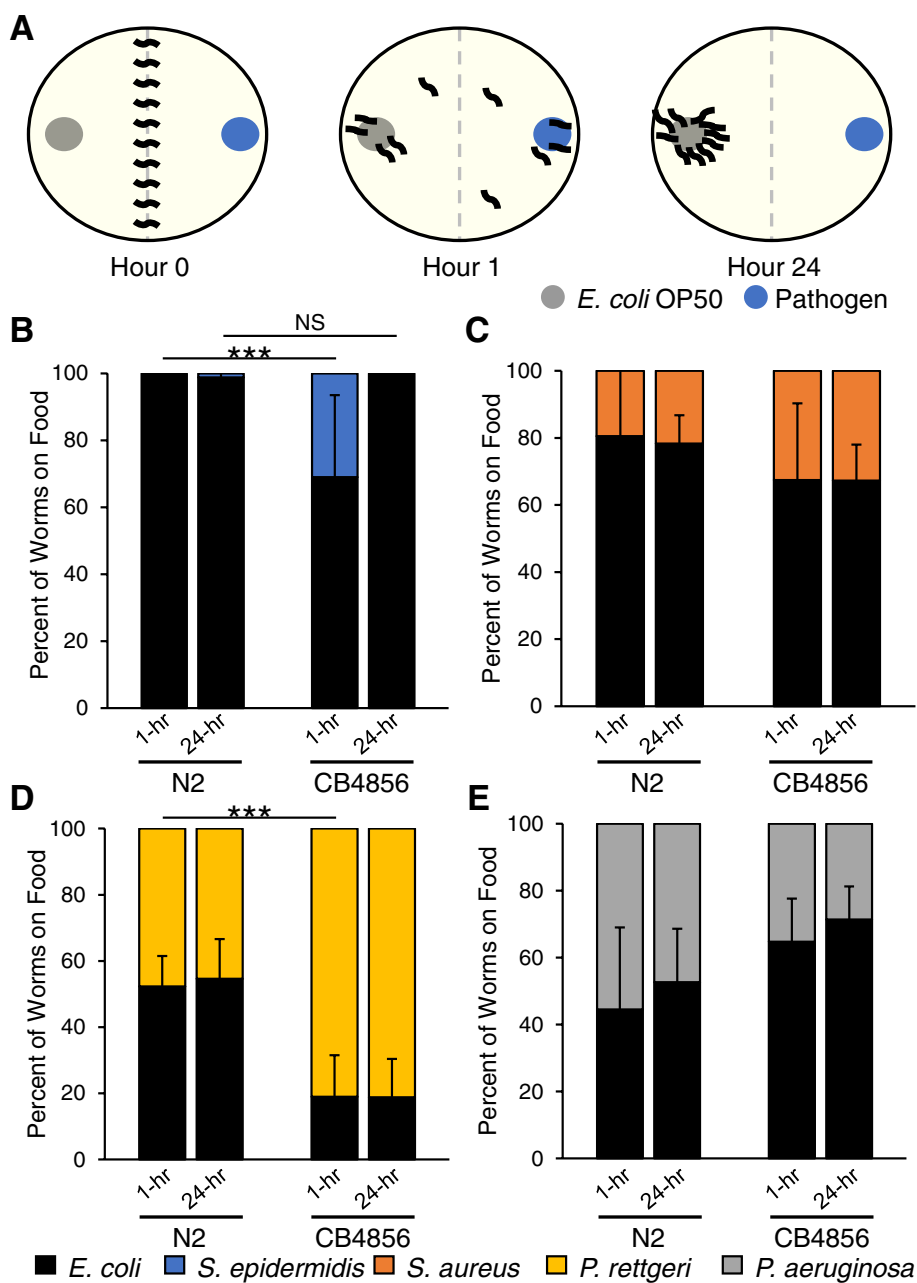 A
Hour 0
Hour 1
Hour 24
E. coli OP50
Pathogen
B
NS
***
Percent of Worms on Food
100
80
60
40
20
0
1-hr
24-hr
1-hr
24-hr
N2
CB4856
C
Percent of Worms on Food
100
80
60
40
20
0
1-hr
24-hr
1-hr
24-hr
N2
CB4856
D
***
Percent of Worms on Food
100
80
60
40
20
0
1-hr
24-hr
1-hr
24-hr
N2
CB4856
E
Percent of Worms on Food
100
80
60
40
20
0
1-hr
24-hr
1-hr
24-hr
N2
CB4856
E. coli
S. epidermidis
S. aureus
P. rettgeri
P. aeruginosa